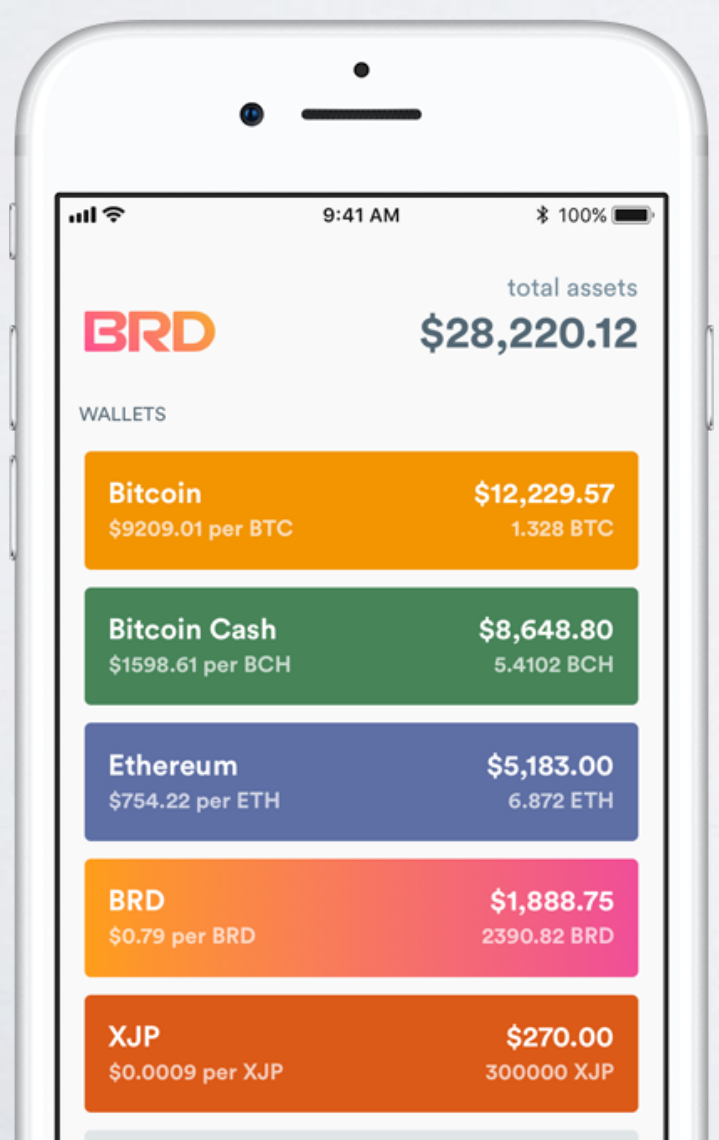 9:41 AM
100%
total assets
BRD
$28,220.12
WALLETS
Bitcoin
$12,229.57
$9209.01 per BTC
1.328 BTC
Bitcoin Cash
$8,648.80
$1598.61 per BCH
5.4102 BCH
Ethereum
$5,183.00
$754.22 per ETH
6.872 ETH
BRD
$1,888.75
$0.79 per BRD
2390.82 BRD
XJP
$270.00
$0.0009 per XJP
300000 XJP